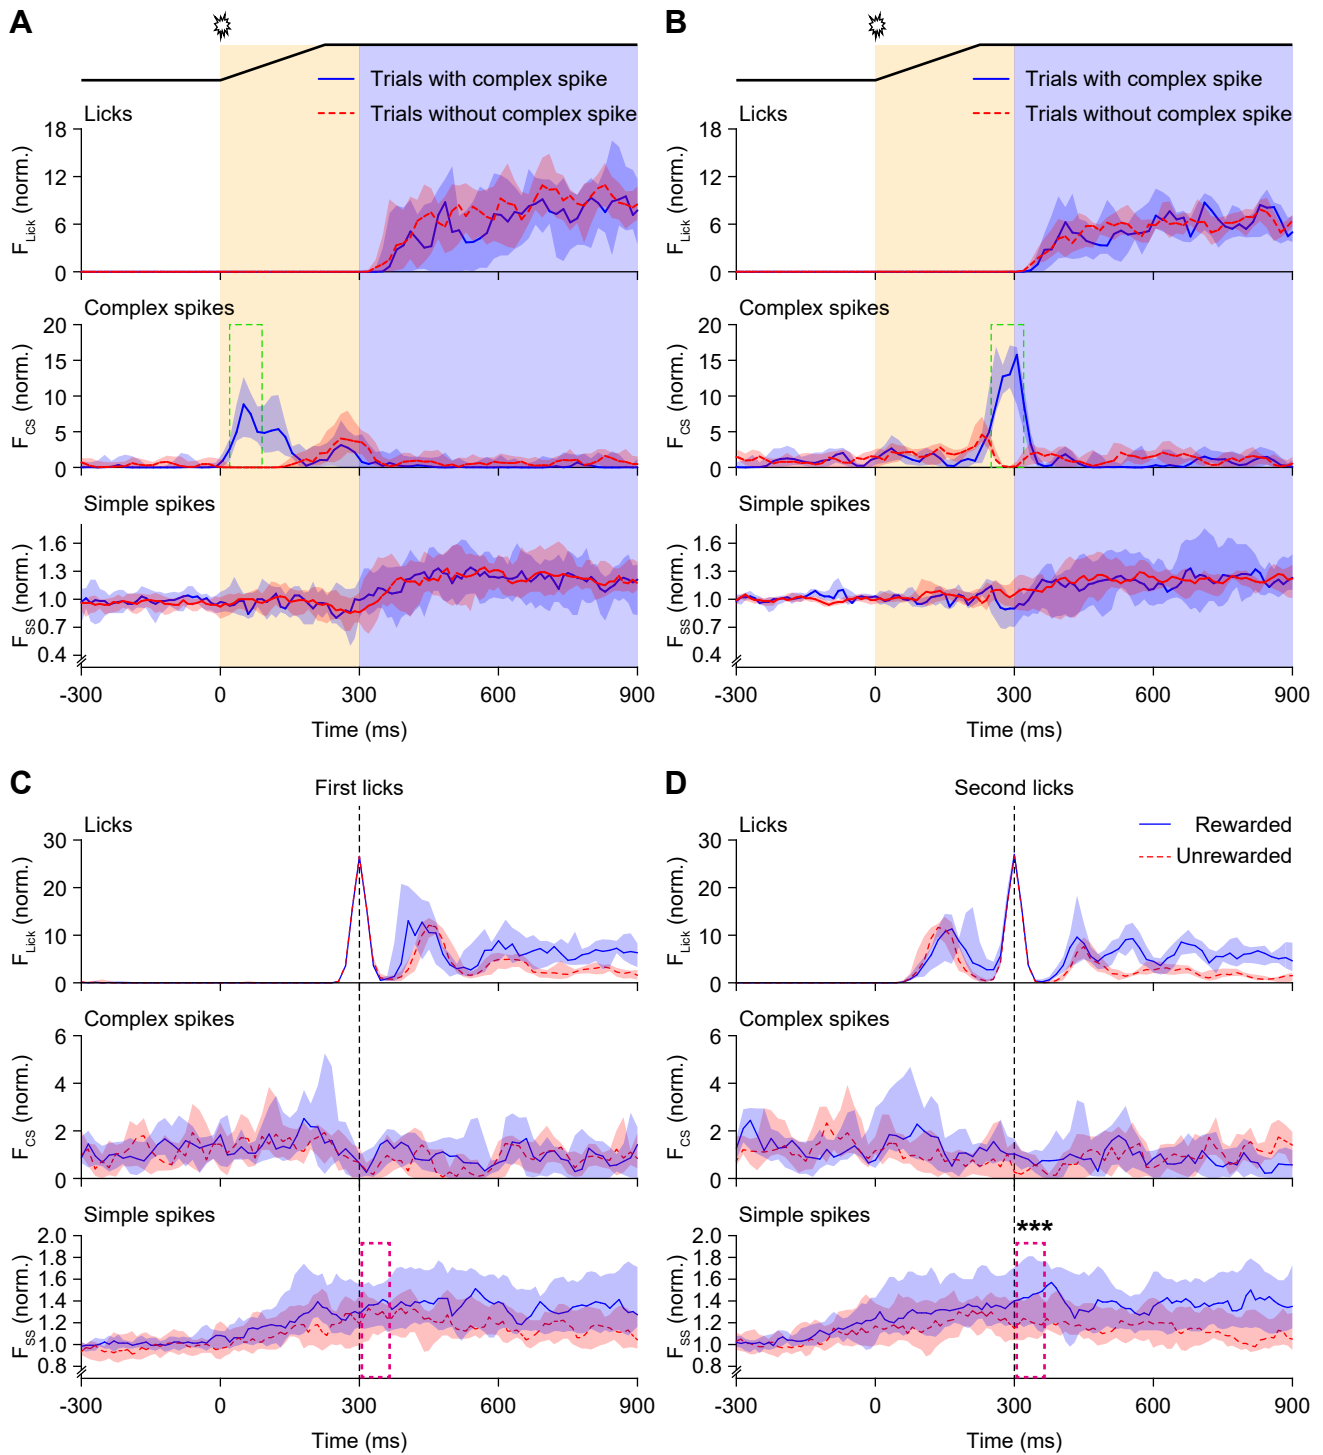 A
Trials with complex spike
Trials without complex spike
Licks
18
12
6
0
F_Lick (norm.)
Complex spikes
20
15
10
5
0
F_CS (norm.)
Simple spikes
1.6
1.3
1.0
0.7
0.4
F_SS (norm.)
-300 0 300 600 900
Time (ms)
B
Trials with complex spike
Trials without complex spike
Licks
18
12
6
0
F_Lick (norm.)
Complex spikes
20
15
10
5
0
F_CS (norm.)
Simple spikes
1.6
1.3
1.0
0.7
0.4
F_SS (norm.)
-300 0 300 600 900
Time (ms)
C
First licks
Licks
30
20
10
0
F_Lick (norm.)
Complex spikes
6
4
2
0
F_CS (norm.)
Simple spikes
2.0
1.8
1.6
1.4
1.2
1.0
0.8
F_SS (norm.)
-300 0 300 600 900
Time (ms)
D
Second licks
Licks
Rewarded
Unrewarded
30
20
10
0
F_Lick (norm.)
Complex spikes
6
4
2
0
F_CS (norm.)
Simple spikes
***
2.0
1.8
1.6
1.4
1.2
1.0
0.8
F_SS (norm.)
-300 0 300 600 900
Time (ms)